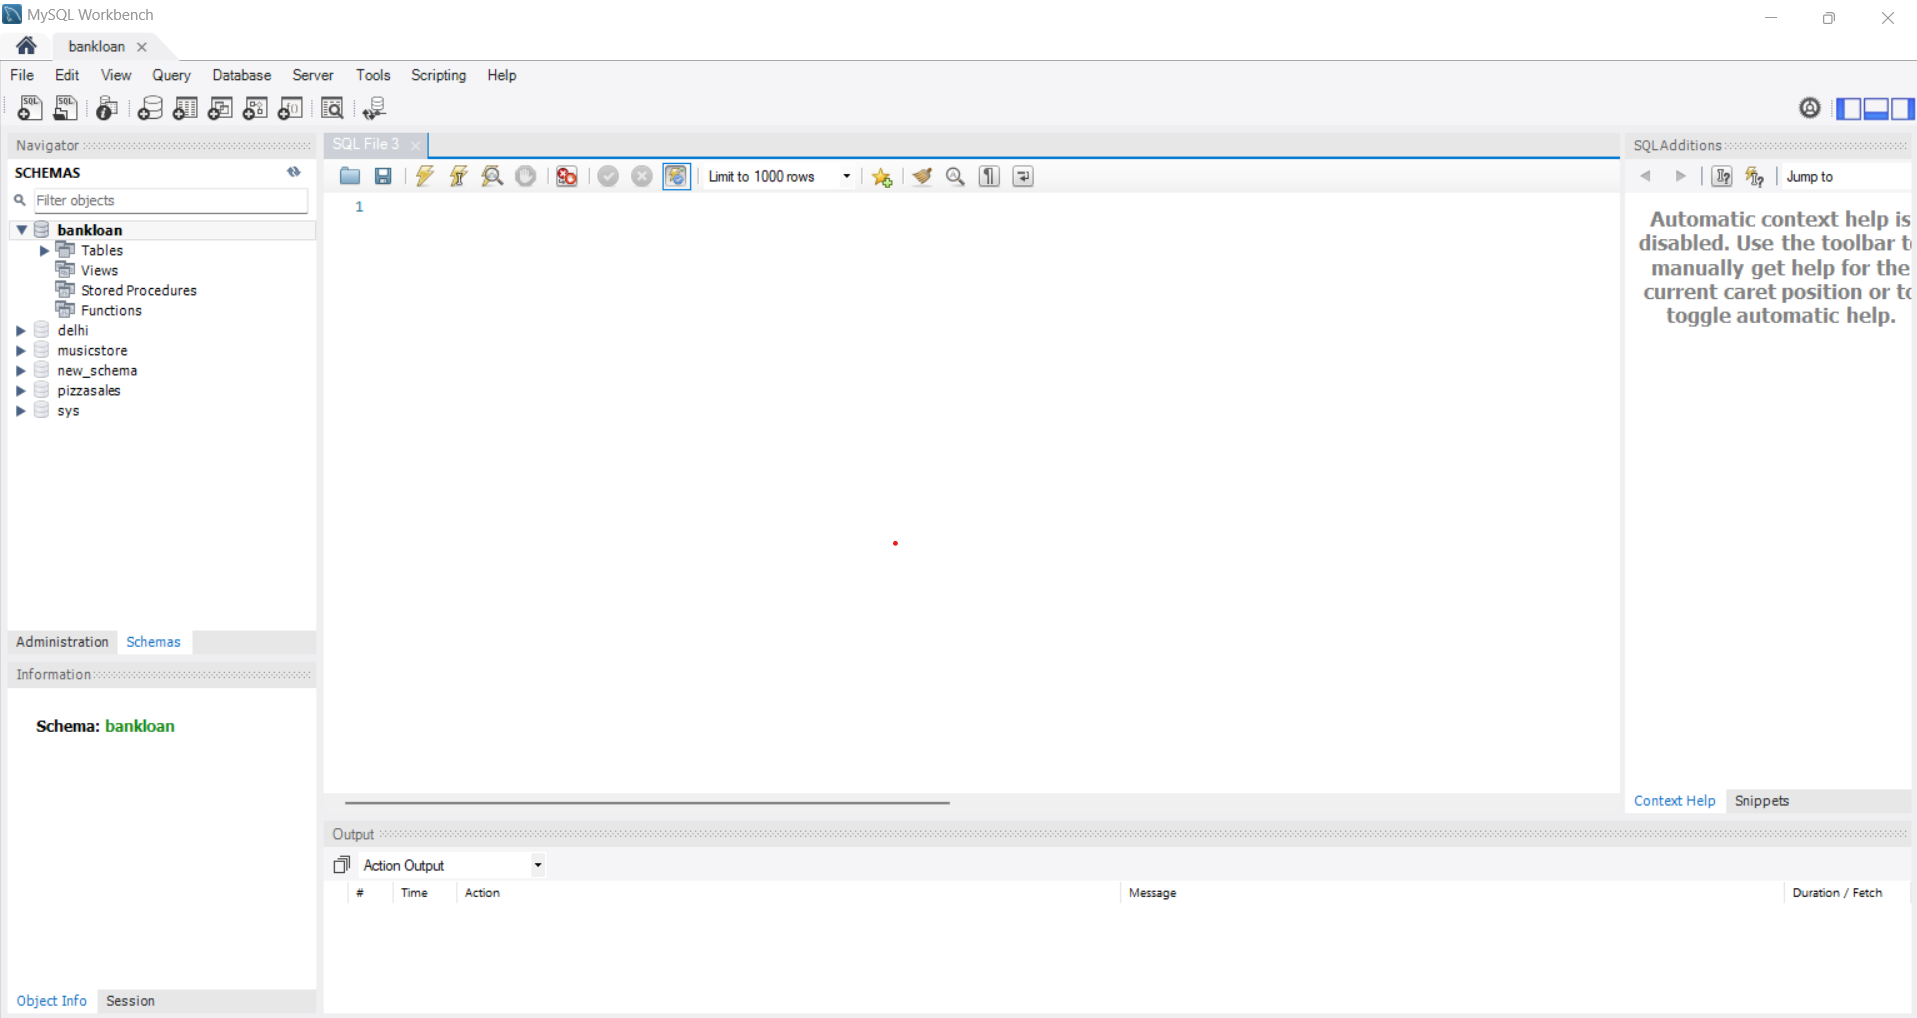 MySQL Workbench
bankloan
File Edit View Query Database Server Tools Scripting Help
Navigator
SCHEMAS
Filter objects
bankloan
Tables
Views
Stored Procedures
Functions
delhi
musicstore
new_schema
pizzasales
sys
Administration Schemas
Information
Schema: bankloan
Object Info Session
SQL File 3
Limit to 1000 rows
1
SQLAdditions
Jump to
Automatic context help is
disabled. Use the toolbar t
manually get help for the
current caret position or to
toggle automatic help.
Context Help Snippets
Output
Action Output
# Time Action Message Duration / Fetch